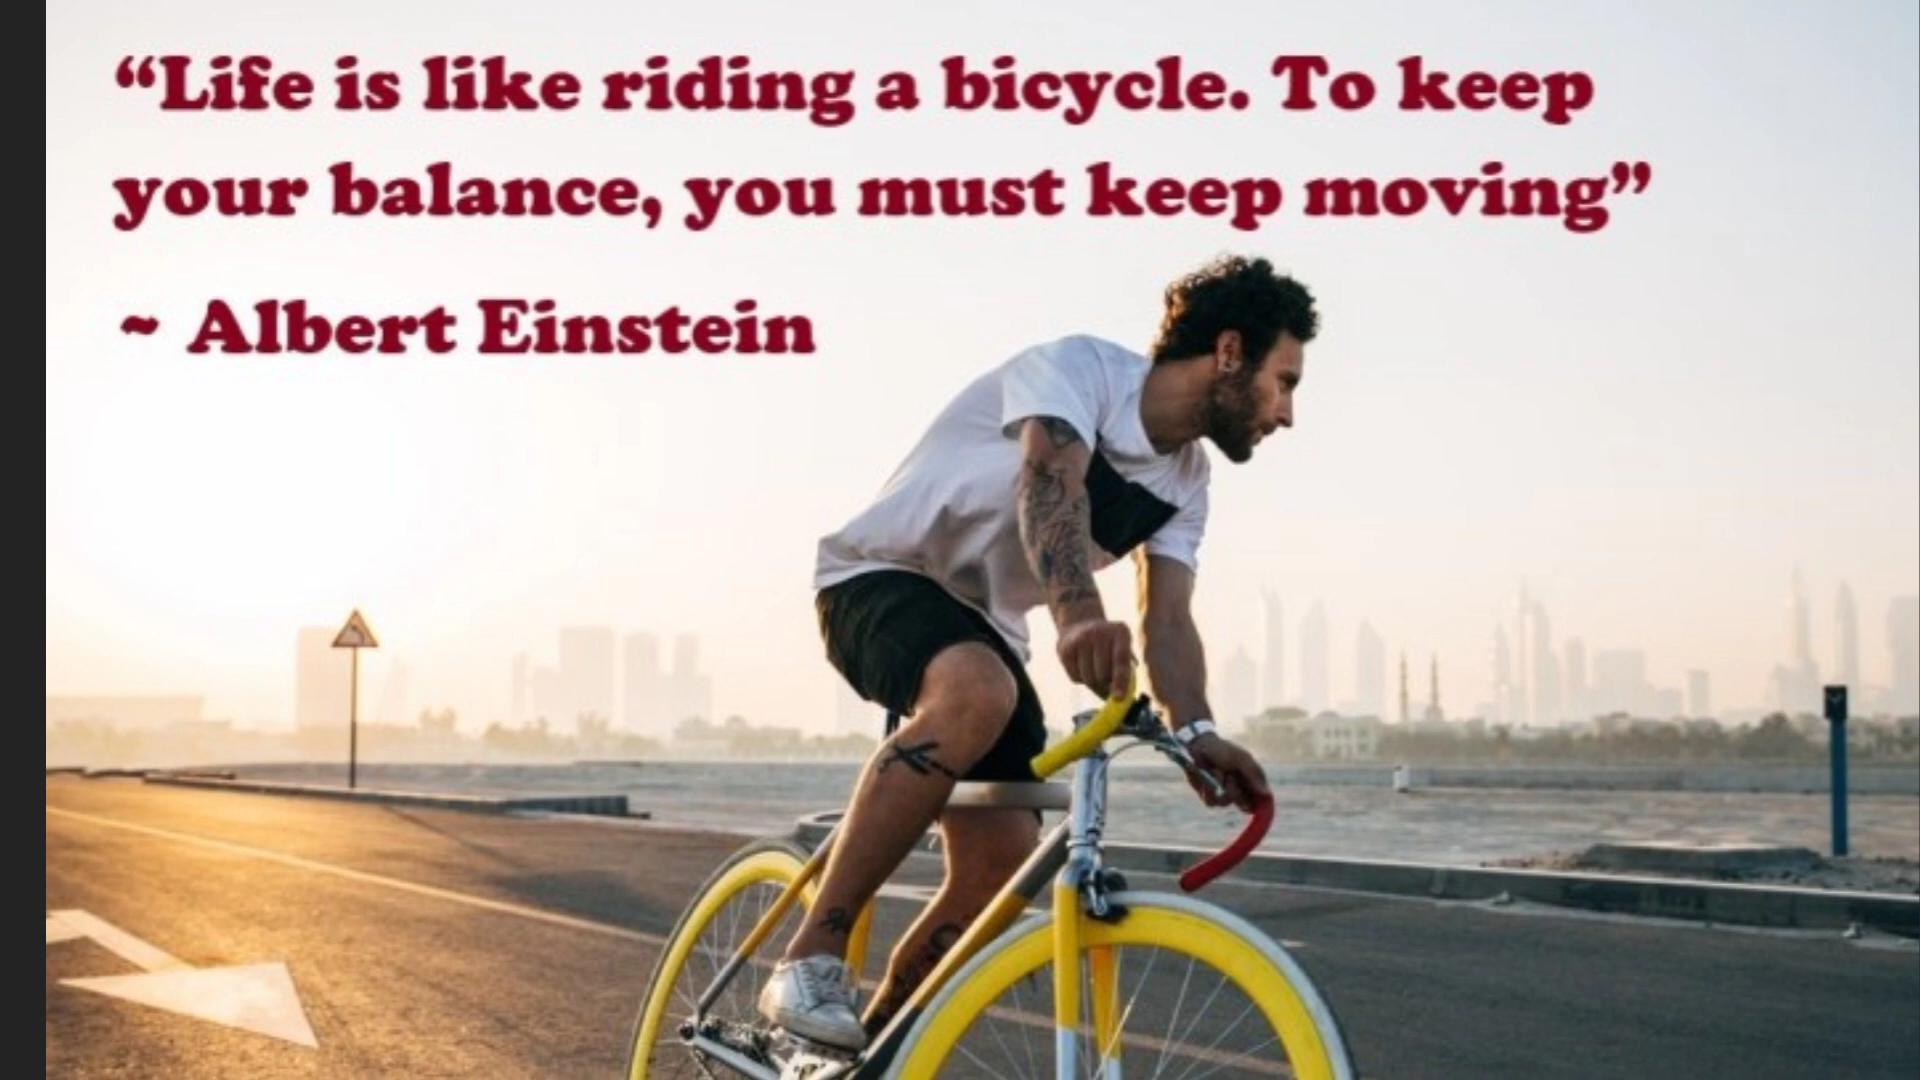 “Life is like riding a bicycle. To keep
your balance, you must keep moving”
~ Albert Einstein